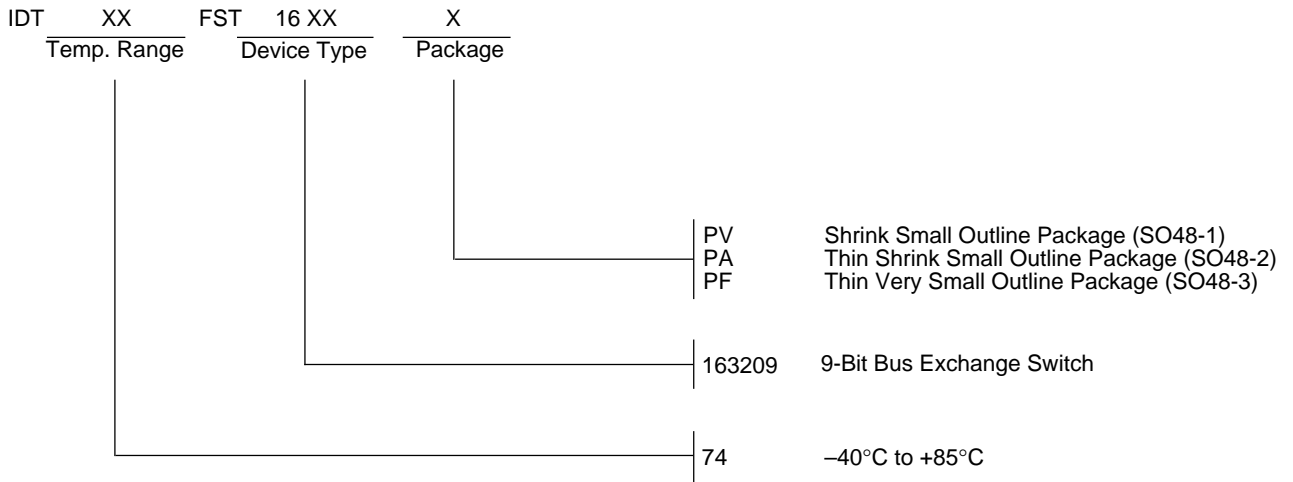 IDT XX FST 16 XX X
Temp. Range Device Type Package
PV Shrink Small Outline Package (SO48-1)
PA Thin Shrink Small Outline Package (SO48-2)
PF Thin Very Small Outline Package (SO48-3)
163209 9-Bit Bus Exchange Switch
74 –40°C to +85°C